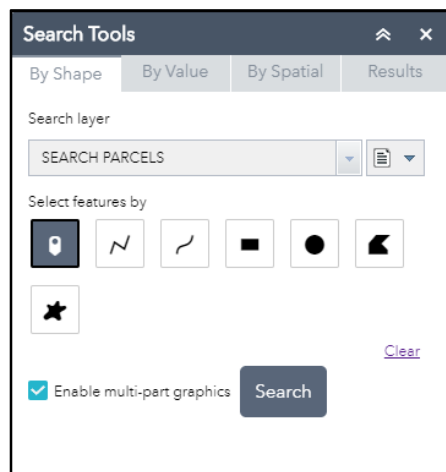 Search Tools
By Shape By Value By Spatial Results
Search layer
SEARCH PARCELS
Select features by
Clear
Enable multi-part graphics Search